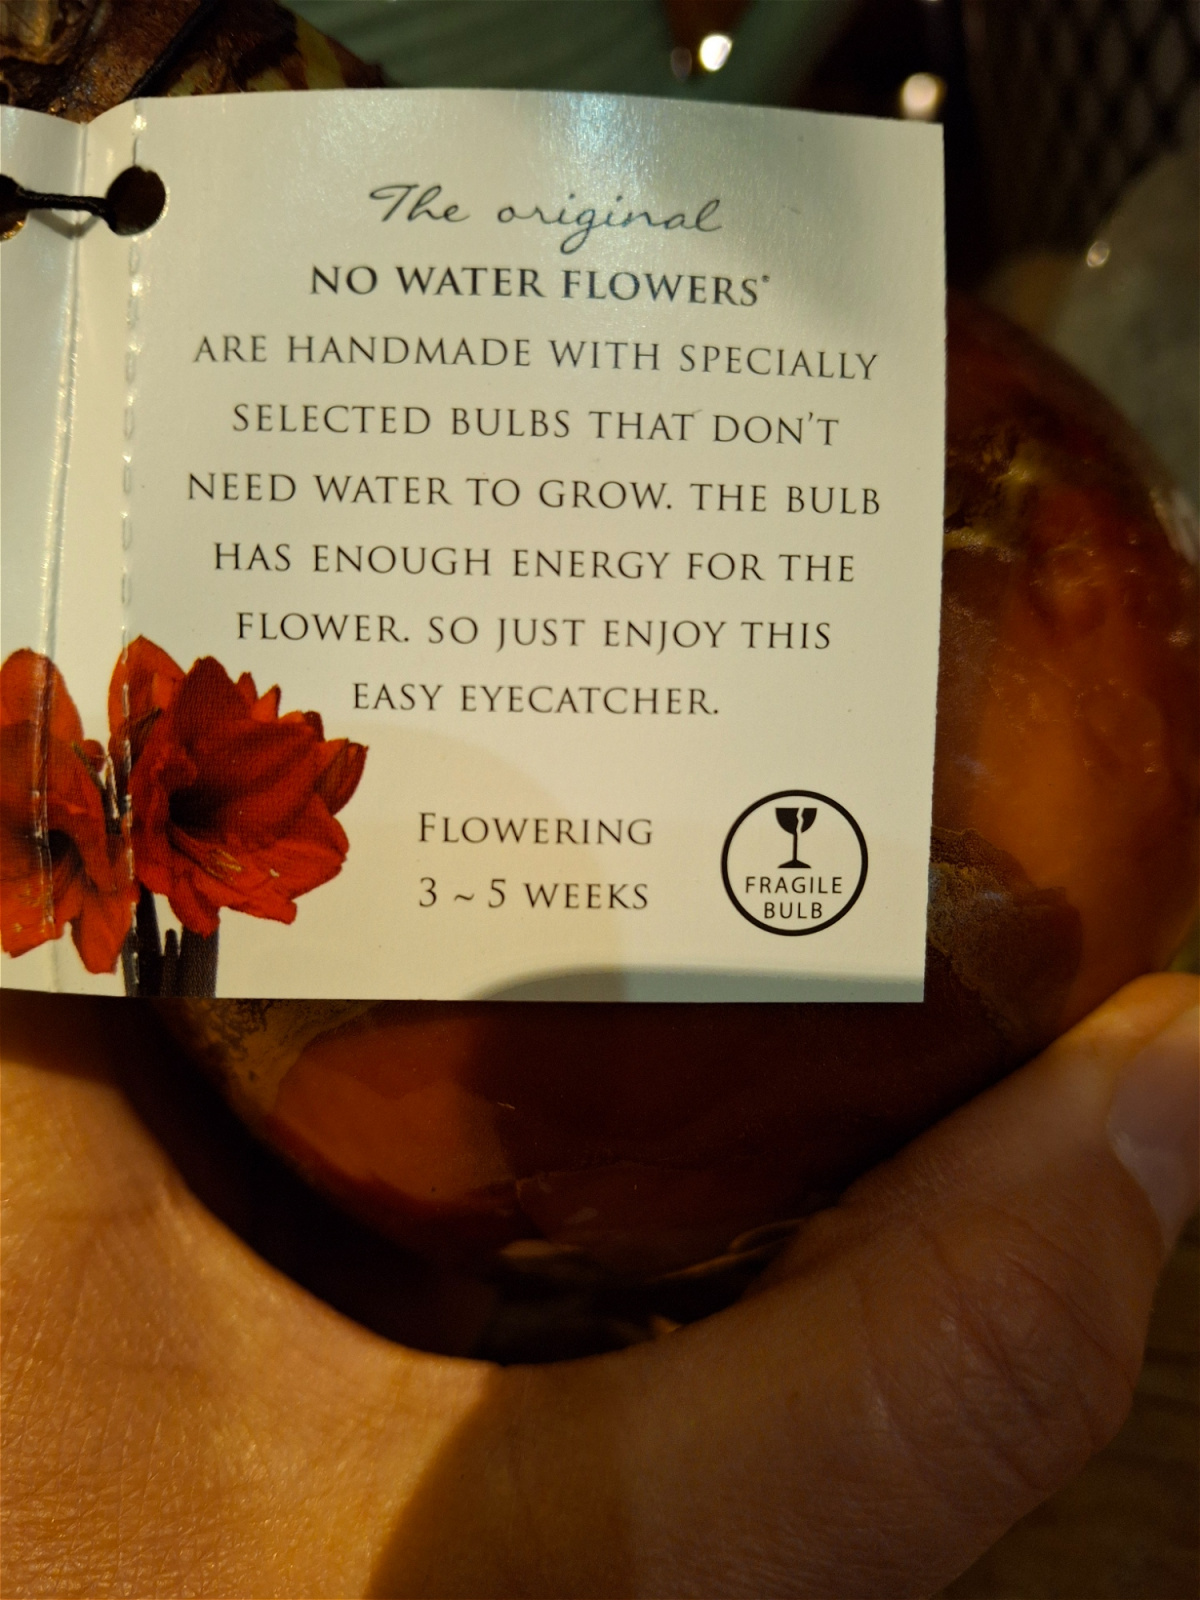 The original
NO WATER FLOWERS®
ARE HANDMADE WITH SPECIALLY
SELECTED BULBS THAT DON'T
NEED WATER TO GROW. THE BULB
HAS ENOUGH ENERGY FOR THE
FLOWER. SO JUST ENJOY THIS
EASY EYECATCHER.
FLOWERING
3 ~ 5 WEEKS
FRAGILE
BULB